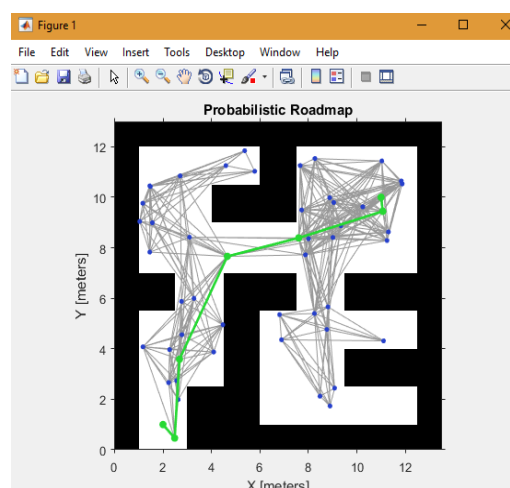 Figure 1
File Edit View Insert Tools Desktop Window Help
Probabilistic Roadmap
12
10
8
6
4
2
0
Y [meters]
0 2 4 6 8 10 12
X [meters]